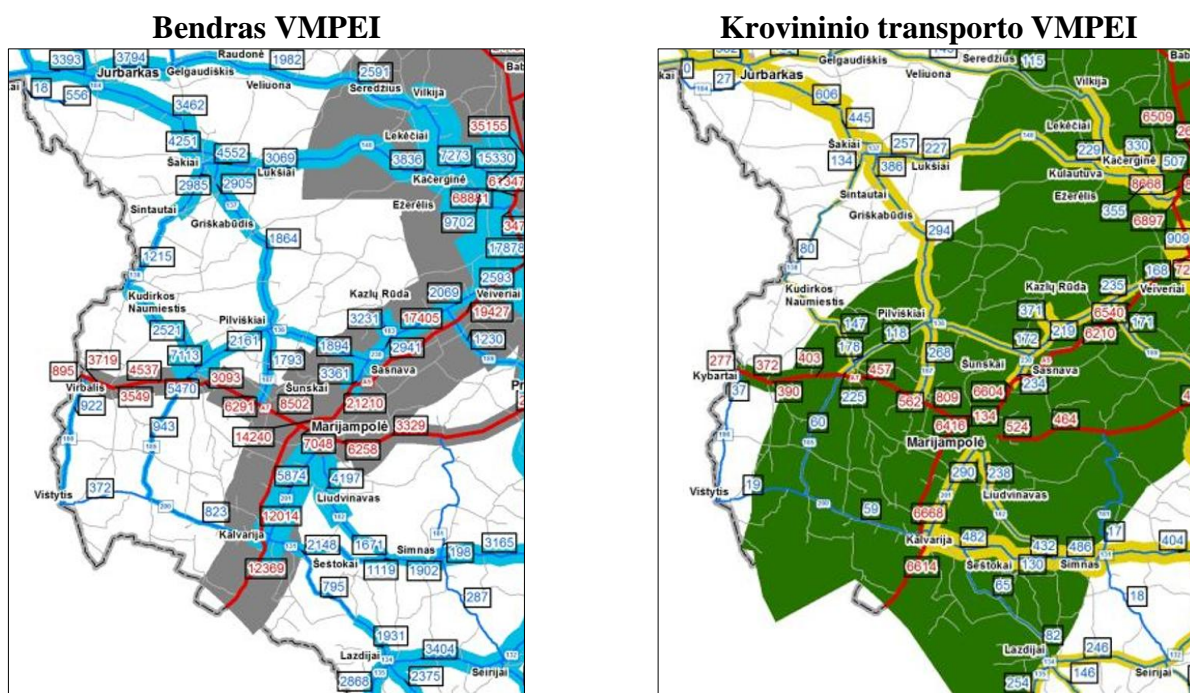 Bendras VMPEI
Krovininio transporto VMPEI
3393
3794
Raudonė
1982
Jurbarkas
Gelgaudiškis
2591
18
556
Veliuona
Seredžius
Vilkija
3462
35155
4251
Lekėčiai
Šakiai
4552
3069
3836
7273
15330
Lukšiai
Kačerginė
61347
2985
2905
68881
Sintautai
Ežerėlis
9702
Griškabūdis
17878
1864
1215
2593
Kazlų Rūda
2069
Veiveriai
Kudirkos
Naumiestis
Pilviškiai
3231
17405
19427
2521
2161
1894
2941
1230
7113
1793
3361
Sasnava
3719
895
4537
3093
Šunskai
Virbalis
3549
5470
6291
8502
21210
922
943
14240
Marijampolė
3329
7048
6258
5874
4197
372
Liudvinavas
Vištytis
823
12014
Kalvarija
2148
1671
Simnas
198
3165
12369
Šeštokai
1119
1902
795
287
1931
Lazdijai
3404
2868
2375
Seirijai
0
27
Jurbarkas
Gelgaudiškis
Seredžius
115
Veliuona
Vilkija
606
6509
445
Lekėčiai
Šakiai
257
227
330
134
386
Lukšiai
229
Kačerginė
507
Kulautuva
8668
Sintautai
Ežerėlis
355
6897
Griškabūdis
294
909
80
168
Kazlų Rūda
235
Veiveriai
Kudirkos
Naumiestis
371
6540
147
Pilviškiai
118
219
6210
171
178
172
277
372
403
268
Šunskai
Sasnava
Kybartai
457
234
37
390
225
562
809
6604
60
6416
134
524
464
Marijampolė
290
238
19
Liudvinavas
Vištytis
59
6668
17
Kalvarija
482
432
486
404
6614
Šeštokai
130
Simnas
65
18
82
Lazdijai
246
254
146
Seirijai